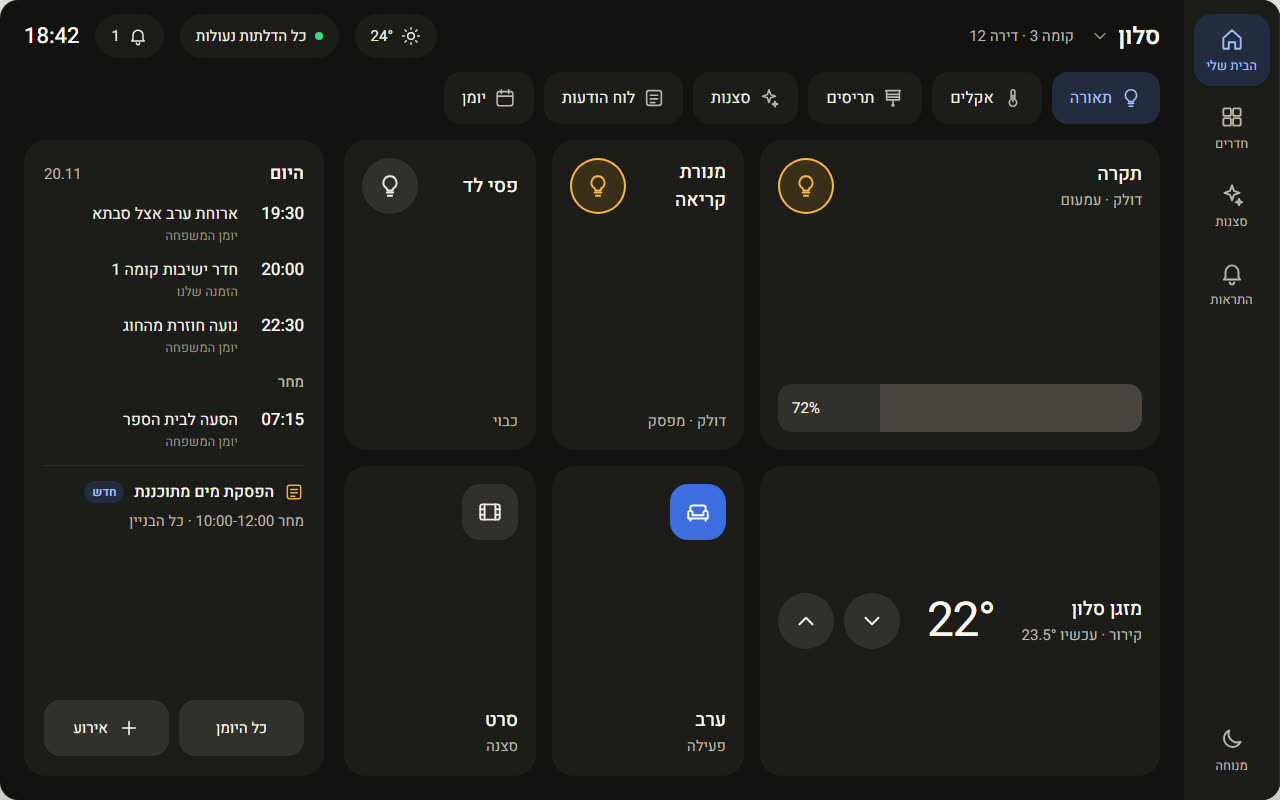 הבית שלי
חדרים
סצנות
התראות
מנוחה
סלון
קומה 3 · דירה 12
24°
כל הדלתות נעולות
1
18:42
תאורה
אקלים
תריסים
סצנות
לוח הודעות
יומן
תקרה
דולק · עמעום
72%
מנורת
קריאה
דולק · מפסק
פסי לד
כבוי
מזגן סלון
קירור · עכשיו 23.5°
22°
ערב
פעילה
סרט
סצנה
היום 20.11
19:30 ארוחת ערב אצל סבתא
יומן המשפחה
20:00 חדר ישיבות קומה 1
הזמנה שלנו
22:30 נועה חוזרת מהחוג
יומן המשפחה
מחר
07:15 הסעה לבית הספר
יומן המשפחה
הפסקת מים מתוכננת חדש
מחר 10:00-12:00 · כל הבניין
כל היומן
אירוע